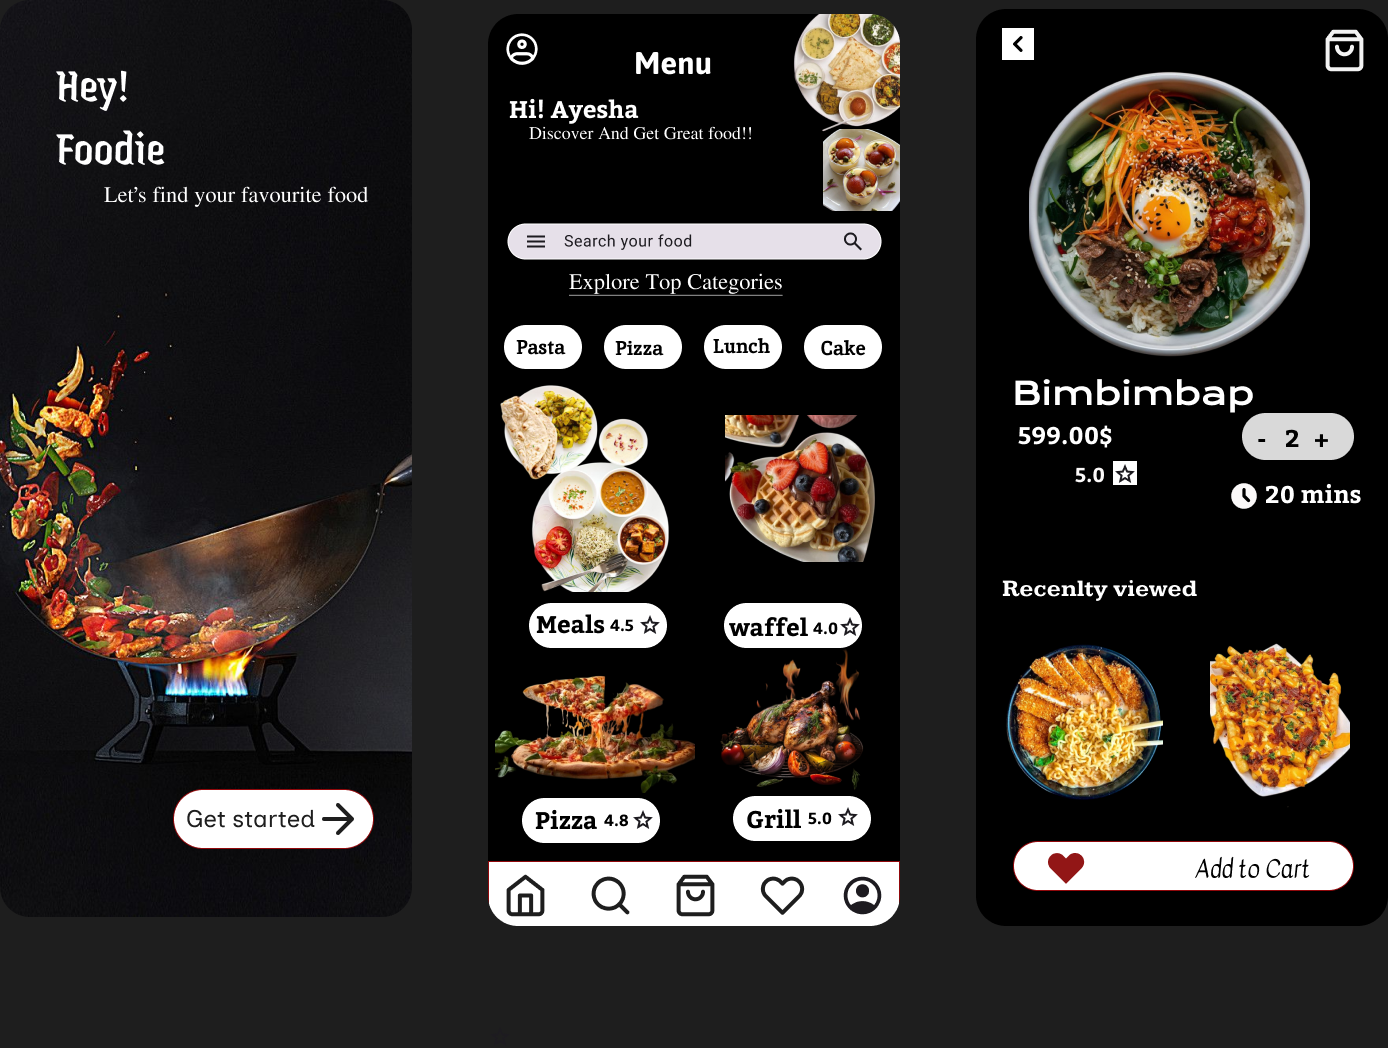 Hey!
Foodie
Let's find your favourite food
Get started
Menu
Hi! Ayesha
Discover And Get Great food!!
Search your food
Explore Top Categories
Pasta
Pizza
Lunch
Cake
Meals 4.5
waffel 4.0
Pizza 4.8
Grill 5.0
Bimbimbap
599.00$
- 2 +
5.0
20 mins
Recenlty viewed
Add to Cart